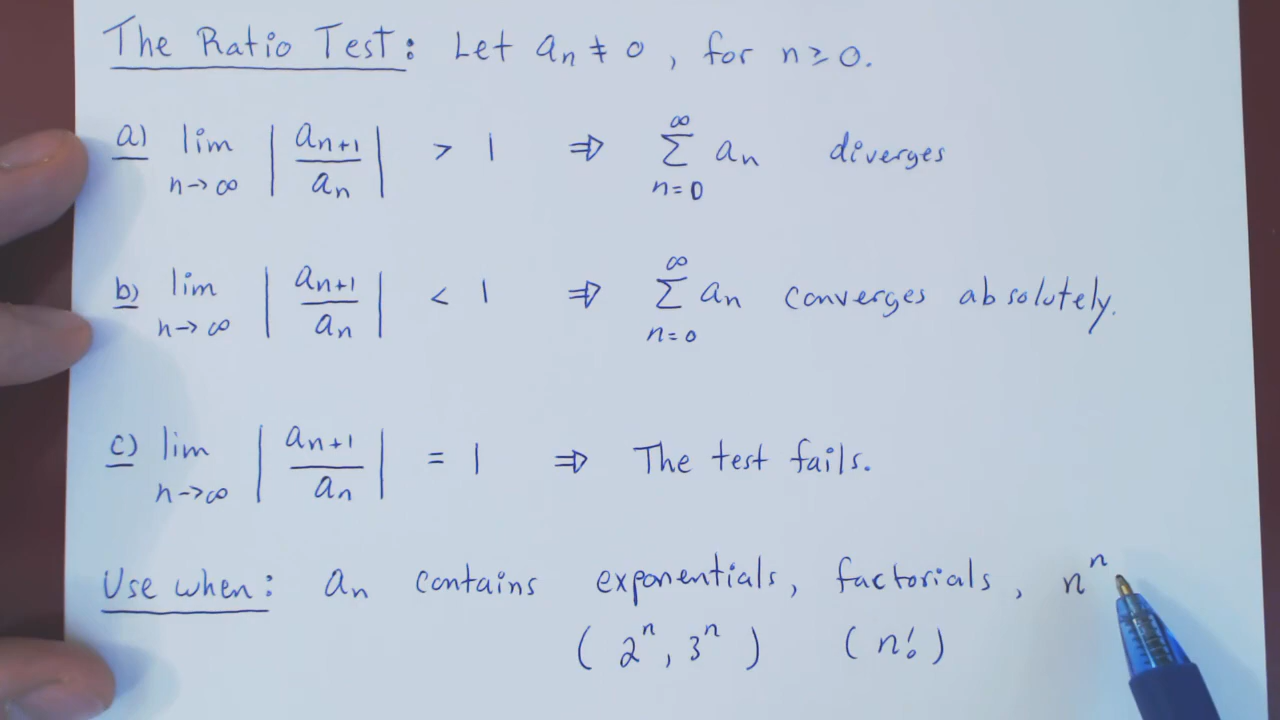 The Ratio Test: Let aₙ ≠ 0, for n ≥ 0.
a) lim n→∞ |aₙ₊₁/aₙ| > 1 ⇒ ∑ n=0 ∞ aₙ diverges
b) lim n→∞ |aₙ₊₁/aₙ| < 1 ⇒ ∑ n=0 ∞ aₙ converges absolutely.
c) lim n→∞ |aₙ₊₁/aₙ| = 1 ⇒ The test fails.
Use when: aₙ contains exponentials, factorials, nⁿ
(2ⁿ, 3ⁿ) (n!)